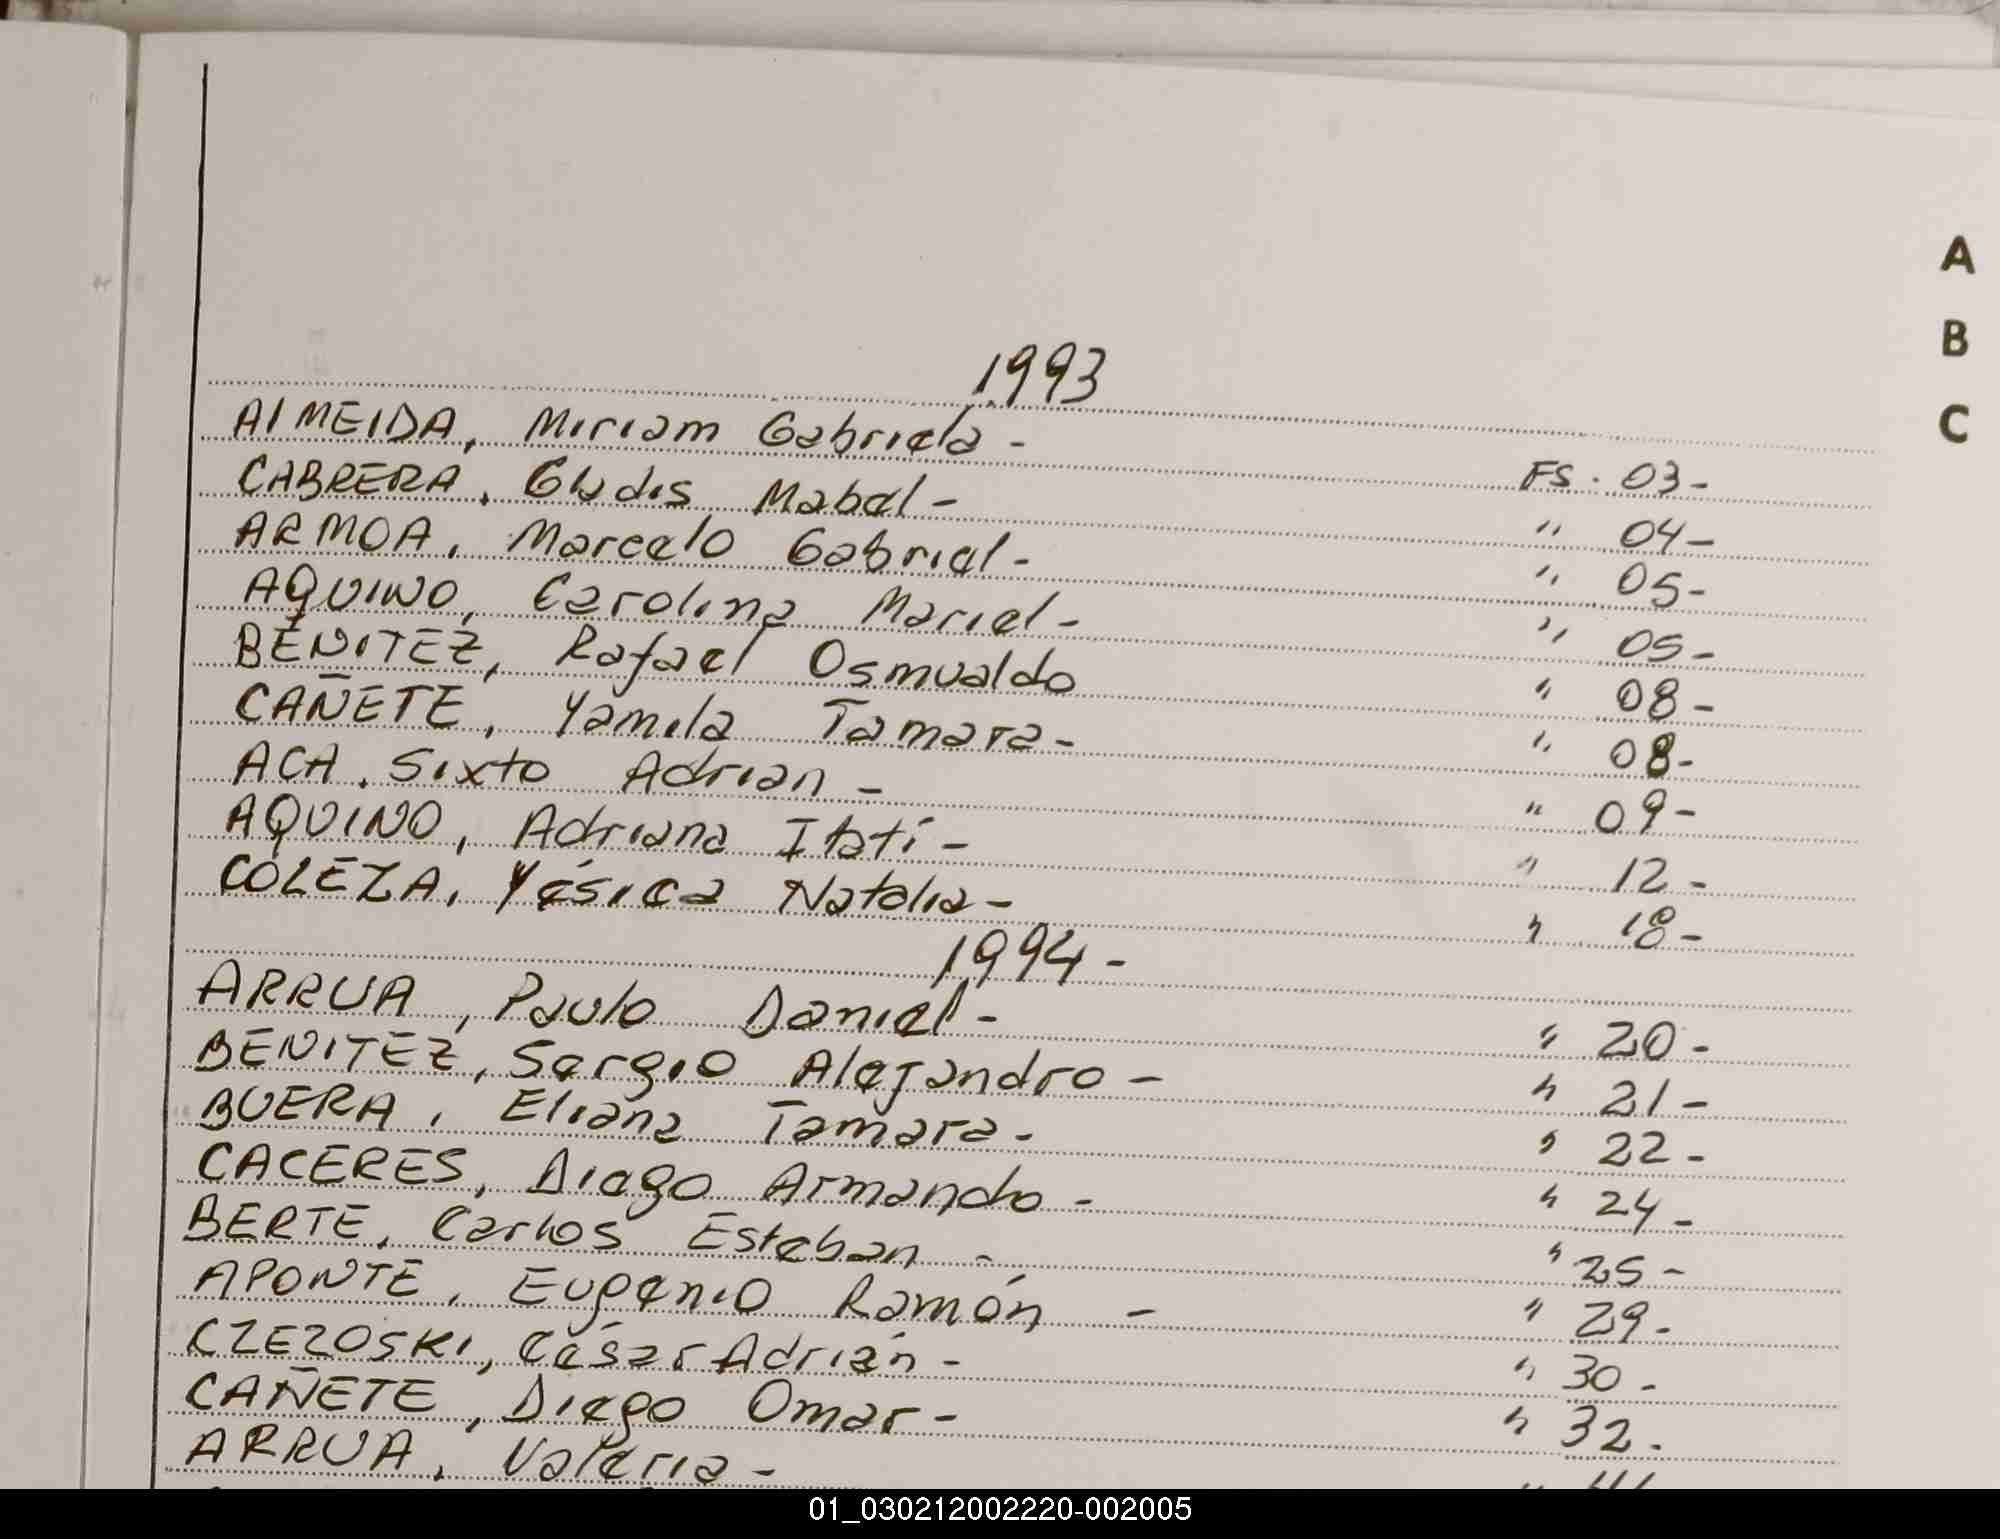 A
B
C
1993
AlMEIDA, Miriam Gabriela - FS. 03-
CABRERA, Gladis Mabel - " 04-
ARMOA, Marcelo Gabriel - " 05-
AQUINO, Carolina Mariel - " 05-
BENITEZ, Rafael Osmualdo " 08-
CAÑETE, Yamila Tamara - " 08-
ACA, Sixto Adrian - " 09-
AQUINO, Adriana Itatí - " 12-
COLEZA, Yésica Natalia - " 18-
1994-
ARRUA, Paulo Daniel - " 20-
BENITEZ, Sergio Alejandro - " 21-
BUERA, Eliana Tamara - " 22-
CACERES, Diego Armando - " 24-
BERTE, Carlos Esteban - " 25-
APONTE, Eugenio Ramón - " 29-
CZEZOSKI, César Adrián - " 30-
CAÑETE, Diego Omar - " 32-
ARRUA, Valeria -
01_030212002220-002005